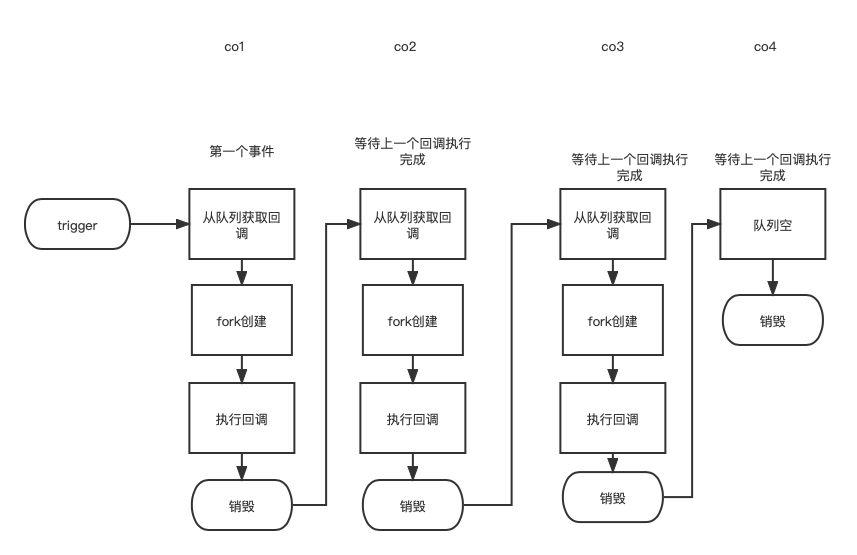 co1
co2
co3
co4
第一个事件
等待上一个回调执行
完成
等待上一个回调执行
完成
等待上一个回调执行
完成
trigger
从队列获取回
调
从队列获取回
调
从队列获取回
调
队列空
fork创建
fork创建
fork创建
销毁
执行回调
执行回调
执行回调
销毁
销毁
销毁